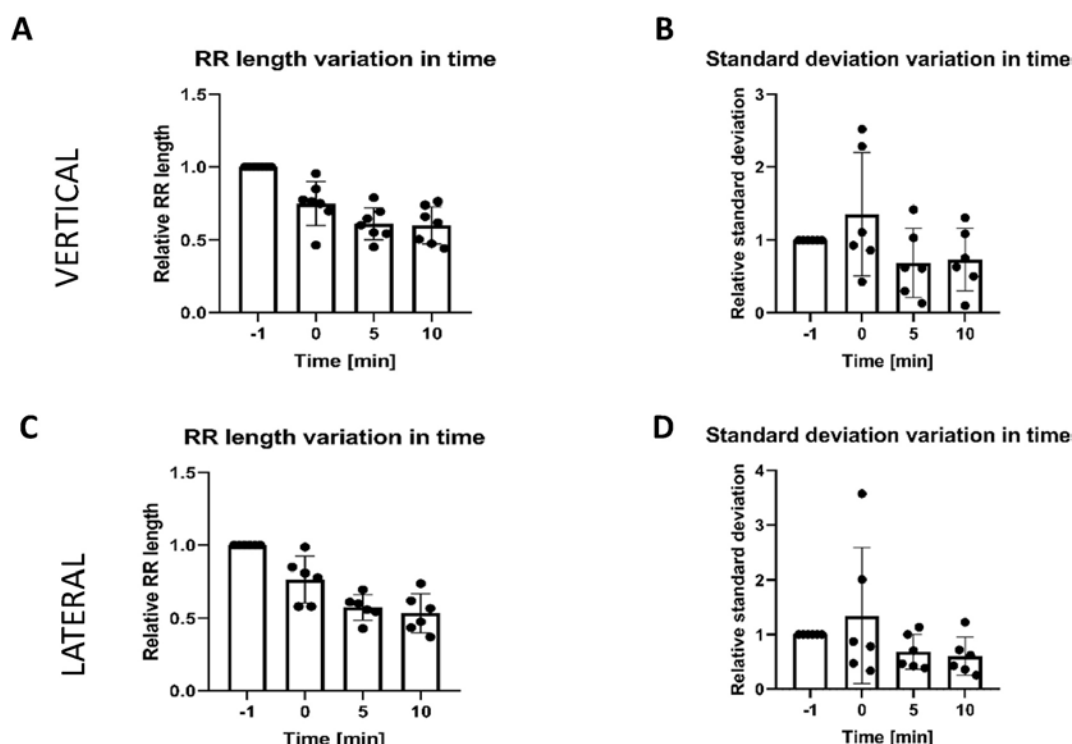 A
RR length variation in time
VERTICAL
Relative RR length
1.5
1.0
0.5
0.0
-1 0 5 10
Time [min]
B
Standard deviation variation in time
Relative standard deviation
3
2
1
0
-1 0 5 10
Time [min]
C
RR length variation in time
LATERAL
Relative RR length
1.5
1.0
0.5
0.0
-1 0 5 10
Time [min]
D
Standard deviation variation in time
Relative standard deviation
4
3
2
1
0
-1 0 5 10
Time [min]